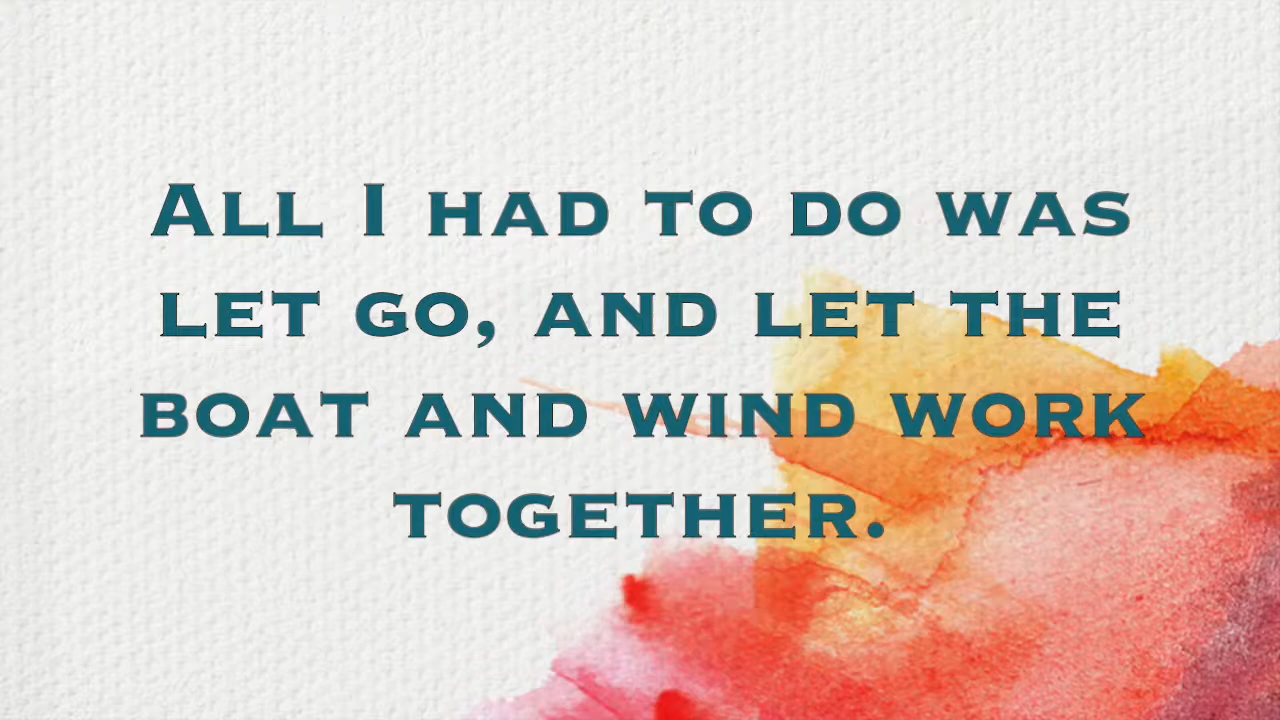 All I had to do was
let go, and let the
boat and wind work
together.